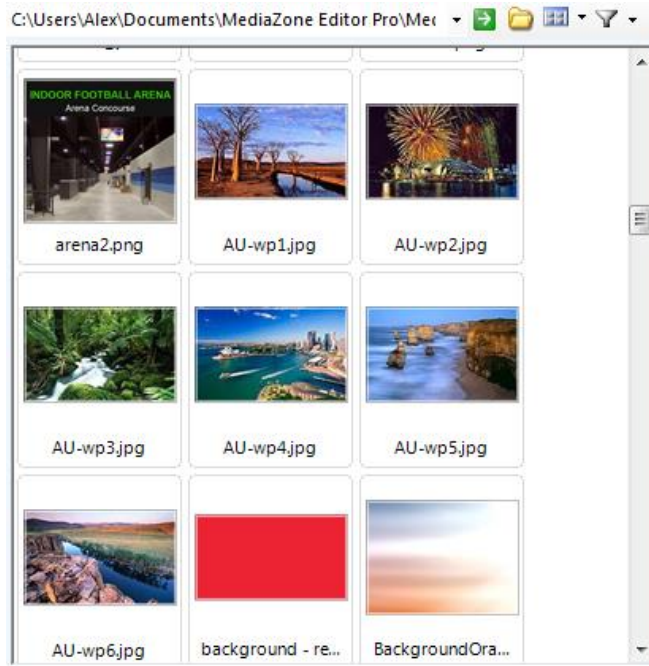 C:\Users\Alex\Documents\MediaZone Editor Pro\Med
INDOOR FOOTBALL ARENA
Arena Concourse
arena2.png
AU-wp1.jpg
AU-wp2.jpg
AU-wp3.jpg
AU-wp4.jpg
AU-wp5.jpg
AU-wp6.jpg
background - re...
BackgroundOra...